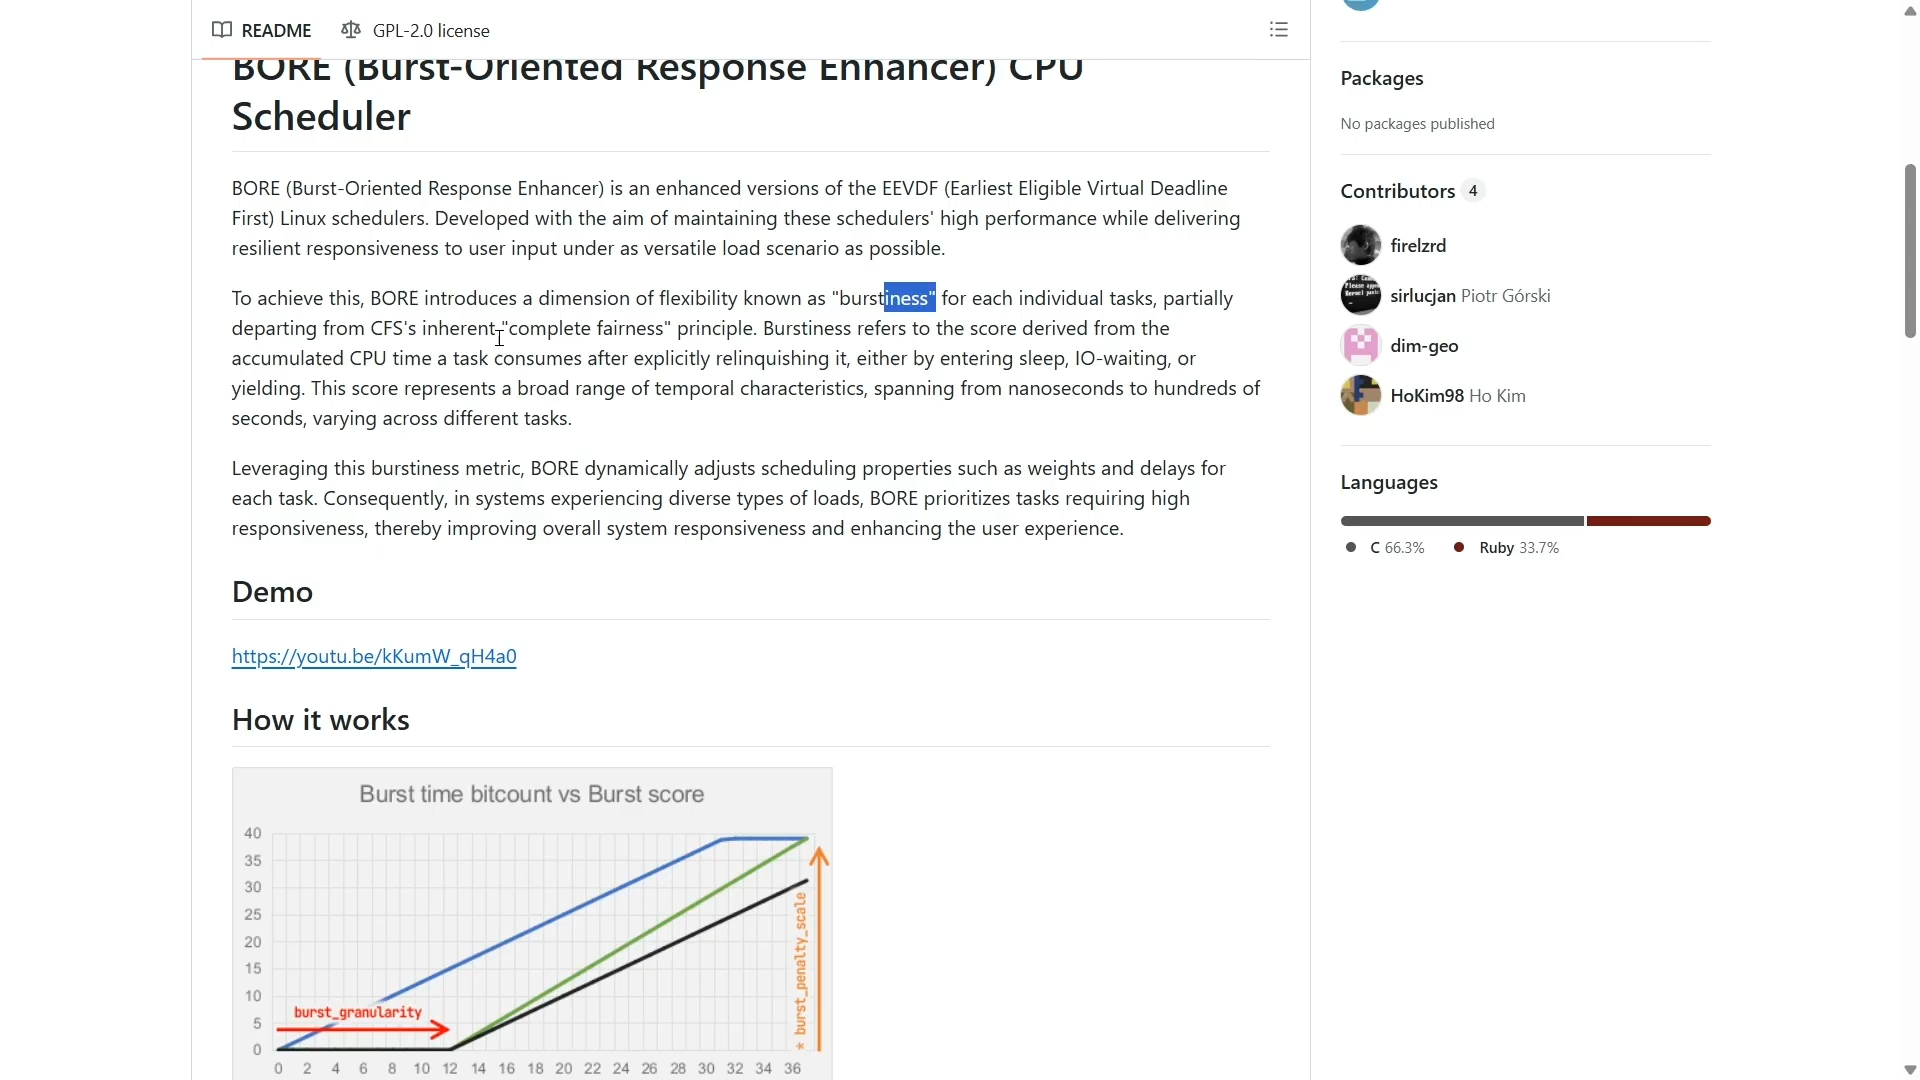 README
GPL-2.0 license
BORE (Burst-Oriented Response Enhancer) CPU
Scheduler
BORE (Burst-Oriented Response Enhancer) is an enhanced versions of the EEVDF (Earliest Eligible Virtual Deadline
First) Linux schedulers. Developed with the aim of maintaining these schedulers' high performance while delivering
resilient responsiveness to user input under as versatile load scenario as possible.
To achieve this, BORE introduces a dimension of flexibility known as "burstiness" for each individual tasks, partially
departing from CFS's inherent "complete fairness" principle. Burstiness refers to the score derived from the
accumulated CPU time a task consumes after explicitly relinquishing it, either by entering sleep, IO-waiting, or
yielding. This score represents a broad range of temporal characteristics, spanning from nanoseconds to hundreds of
seconds, varying across different tasks.
Leveraging this burstiness metric, BORE dynamically adjusts scheduling properties such as weights and delays for
each task. Consequently, in systems experiencing diverse types of loads, BORE prioritizes tasks requiring high
responsiveness, thereby improving overall system responsiveness and enhancing the user experience.
Demo
https://youtu.be/kKumW_qH4a0
How it works
Burst time bitcount vs Burst score
40
35
30
25
20
15
10
5
0
burst_granularity
* burst_penalty_scale
0 2 4 6 8 10 12 14 16 18 20 22 24 26 28 30 32 34 36
Packages
No packages published
Contributors 4
firelzrd
sirlucjan Piotr Górski
dim-geo
HoKim98 Ho Kim
Languages
C 66.3% Ruby 33.7%